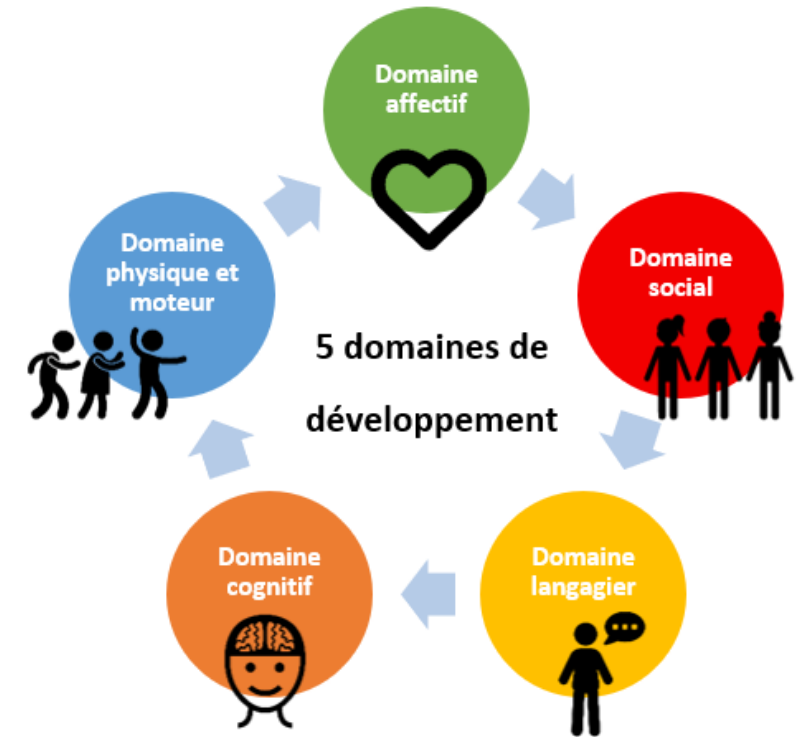 Domaine
affectif
Domaine
social
Domaine
langagier
Domaine
cognitif
Domaine
physique et
moteur
5 domaines de
développement